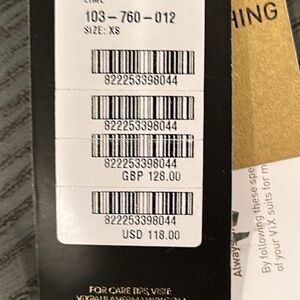 103-760-012
SIZE: XS
822253398044
822253398044
822253398044
GBP 128.00
822253398044
USD 118.00
FOR CARE TIPS, VISIT
HING
Always
By following these spe
of your ViX suits for m